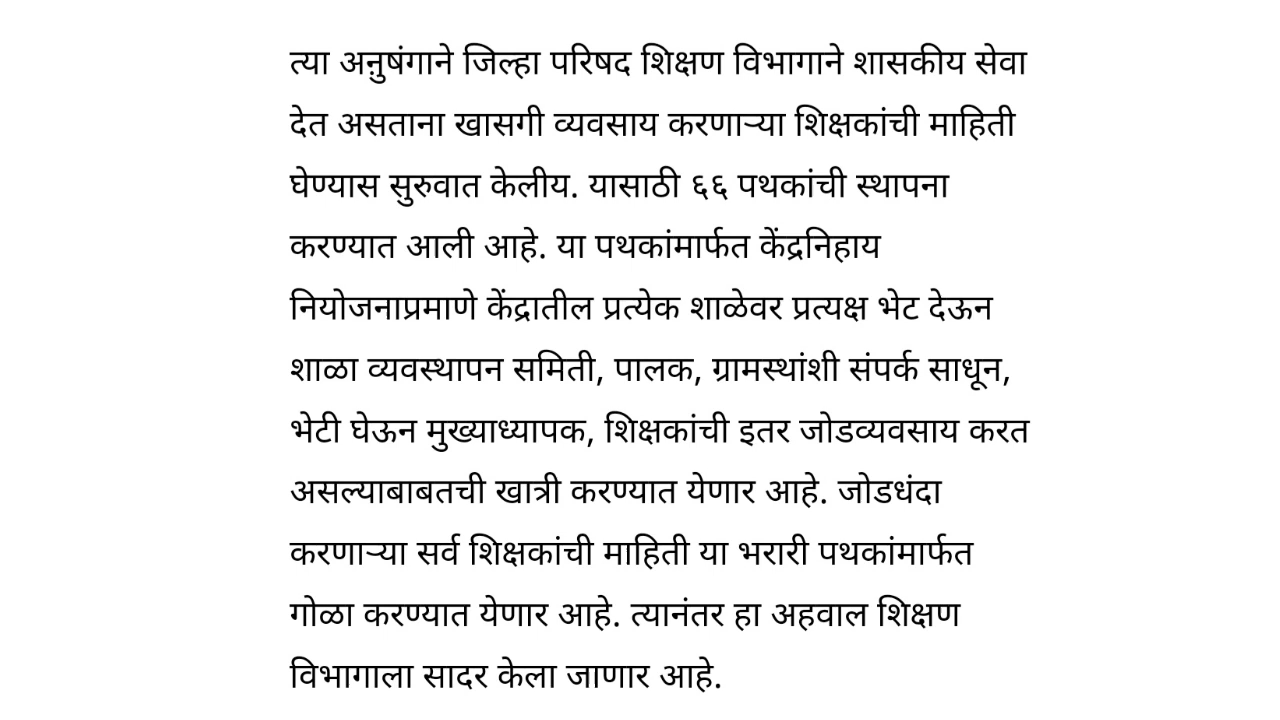 त्या अऩुषंगाने जिल्हा परिषद शिक्षण विभागाने शासकीय सेवा
देत असताना खासगी व्यवसाय करणाऱ्या शिक्षकांची माहिती
घेण्यास सुरुवात केलीय. यासाठी ६६ पथकांची स्थापना
करण्यात आली आहे. या पथकांमार्फत केंद्रनिहाय
नियोजनाप्रमाणे केंद्रातील प्रत्येक शाळेवर प्रत्यक्ष भेट देऊन
शाळा व्यवस्थापन समिती, पालक, ग्रामस्थांशी संपर्क साधून,
भेटी घेऊन मुख्याध्यापक, शिक्षकांची इतर जोडव्यवसाय करत
असल्याबाबतची खात्री करण्यात येणार आहे. जोडधंदा
करणाऱ्या सर्व शिक्षकांची माहिती या भरारी पथकांमार्फत
गोळा करण्यात येणार आहे. त्यानंतर हा अहवाल शिक्षण
विभागाला सादर केला जाणार आहे.